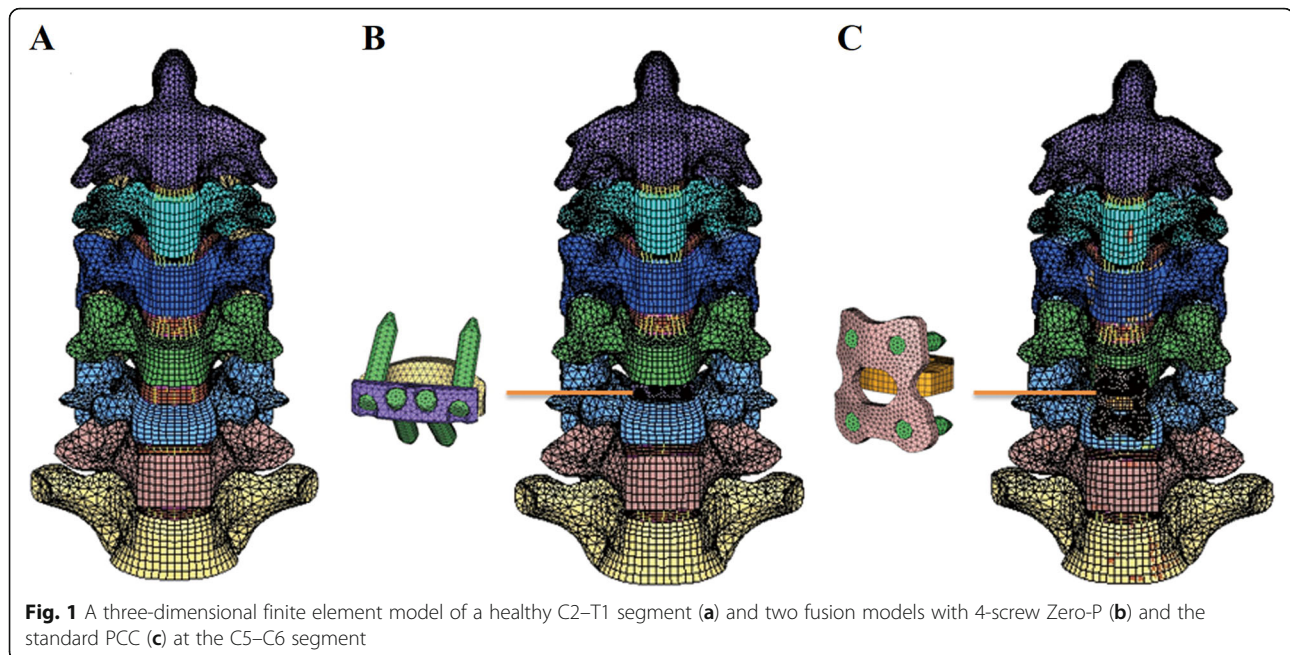 A B C
Fig. 1 A three-dimensional finite element model of a healthy C2–T1 segment (a) and two fusion models with 4-screw Zero-P (b) and the
standard PCC (c) at the C5–C6 segment